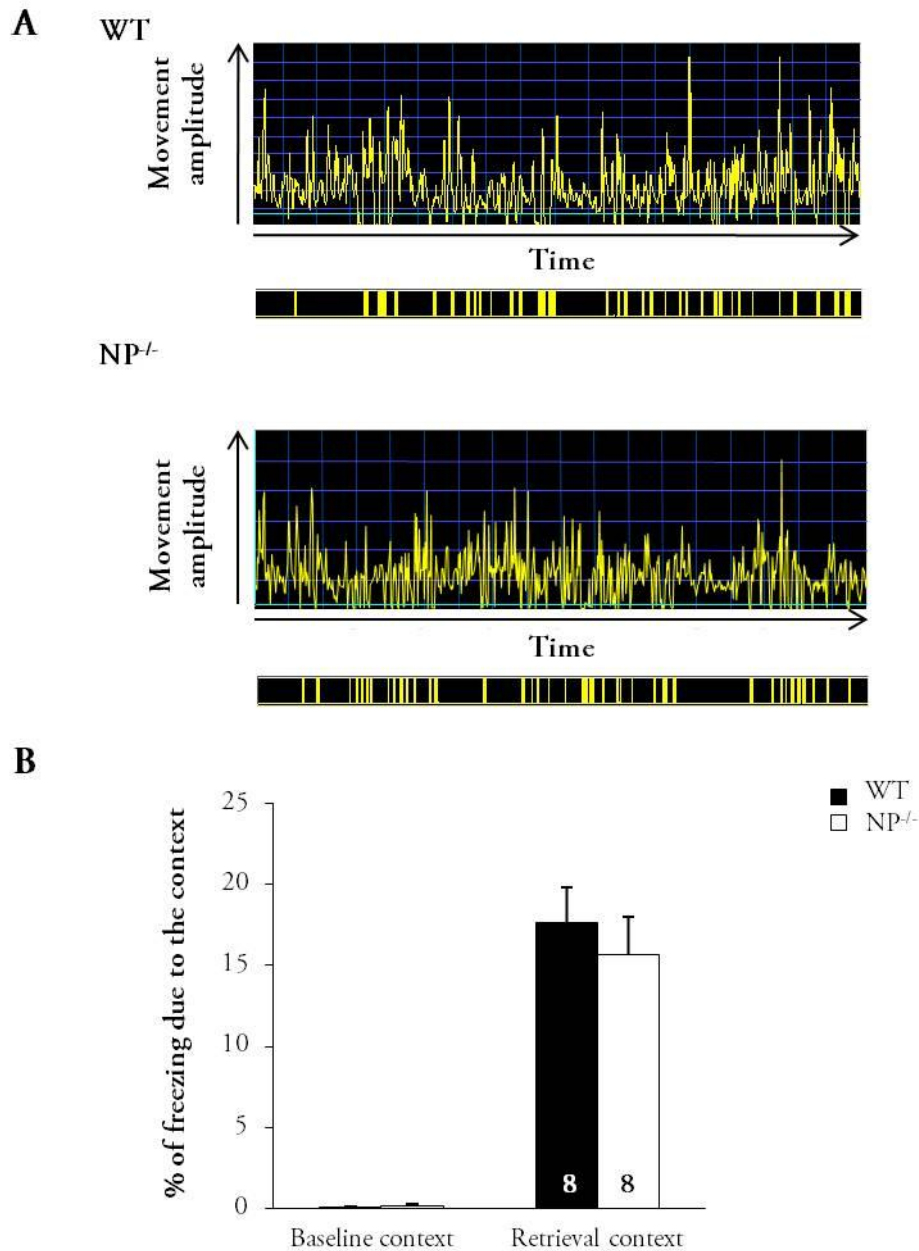 A
WT
Movement
amplitude
Time
NP-/-
Movement
amplitude
Time
B
WT
NP-/-
% of freezing due to the context
25
20
15
10
5
0
8
8
Baseline context
Retrieval context